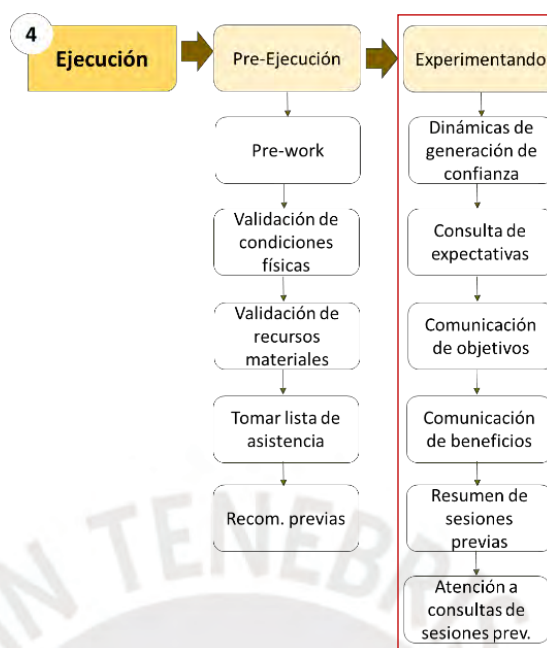 4
Ejecución
Pre-Ejecución
Experimentando
Pre-work
Validación de
condiciones
físicas
Validación de
recursos
materiales
Tomar lista de
asistencia
Recom. previas
Dinámicas de
generación de
confianza
Consulta de
expectativas
Comunicación
de objetivos
Comunicación
de beneficios
Resumen de
sesiones
previas
Atención a
consultas de
sesiones prev.
IN TENEBRIS